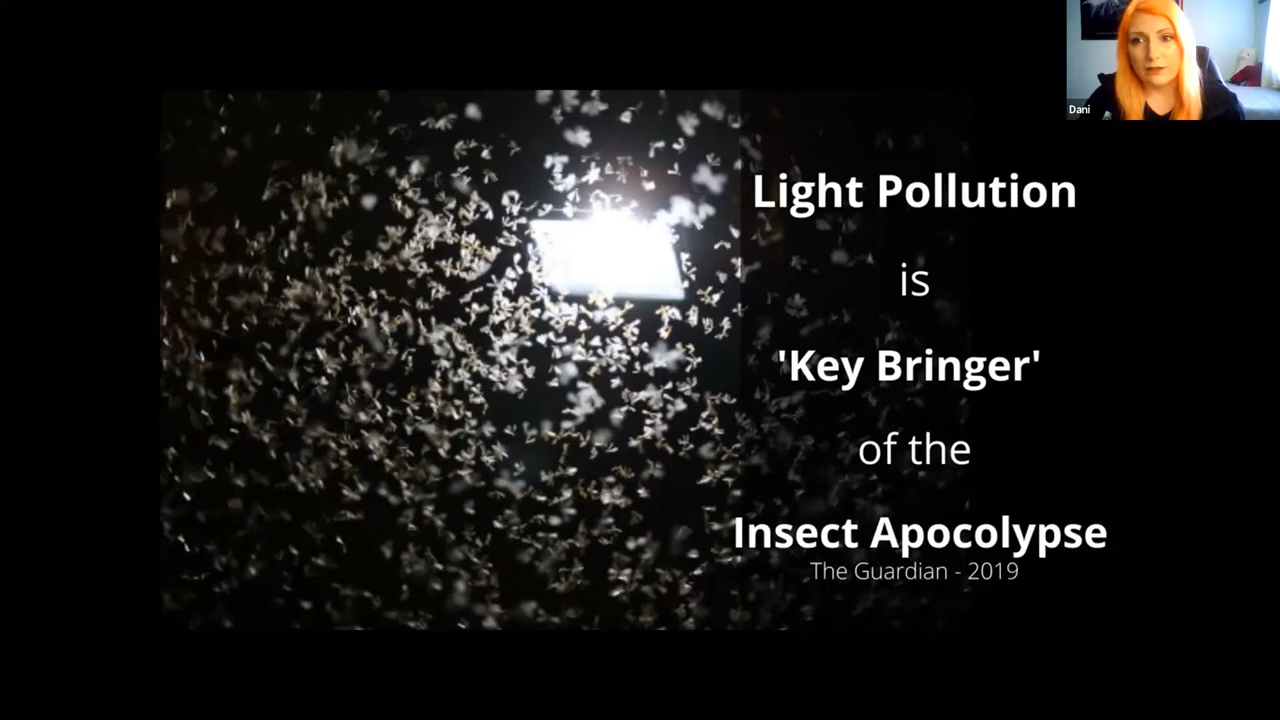 Dani
Light Pollution
is
'Key Bringer'
of the
Insect Apocolypse
The Guardian - 2019